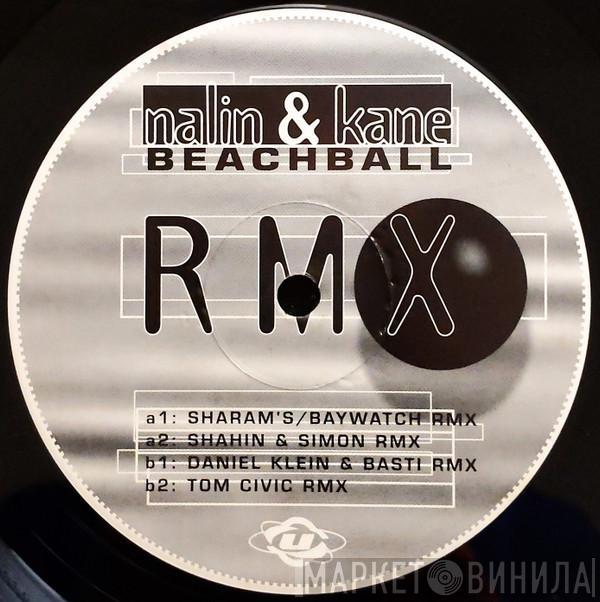 nalin & kane
BEACHBALL
RMX
a1: SHARAM'S/BAYWATCH RMX
a2: SHAHIN & SIMON RMX
b1: DANIEL KLEIN & BASTI RMX
b2: TOM CIVIC RMX
U
МАРКЕТ ВИНИЛА